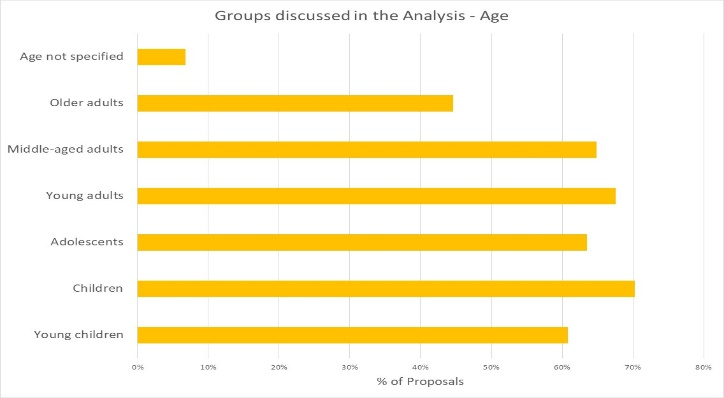 Groups discussed in the Analysis - Age
Age not specified
Older adults
Middle-aged adults
Young adults
Adolescents
Children
Young children
0% 10% 20% 30% 40% 50% 60% 70% 80%
% of Proposals